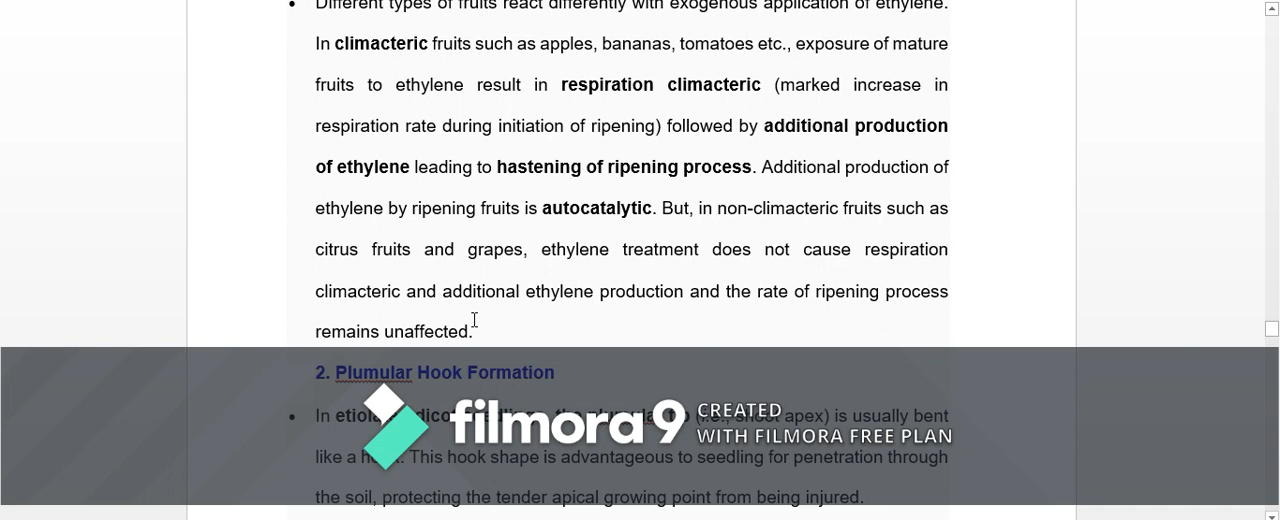 Different types of fruits react differently with exogenous application of ethylene.
In climacteric fruits such as apples, bananas, tomatoes etc., exposure of mature
fruits to ethylene result in respiration climacteric (marked increase in
respiration rate during initiation of ripening) followed by additional production
of ethylene leading to hastening of ripening process. Additional production of
ethylene by ripening fruits is autocatalytic. But, in non-climacteric fruits such as
citrus fruits and grapes, ethylene treatment does not cause respiration
climacteric and additional ethylene production and the rate of ripening process
remains unaffected.
2. Plumular Hook Formation
In apex) is usually bent
like a This hook shape is advantageous to seedling for penetration through
the soil, protecting the tender apical growing point from being injured.
filmora9 CREATED
WITH FILMORA FREE PLAN